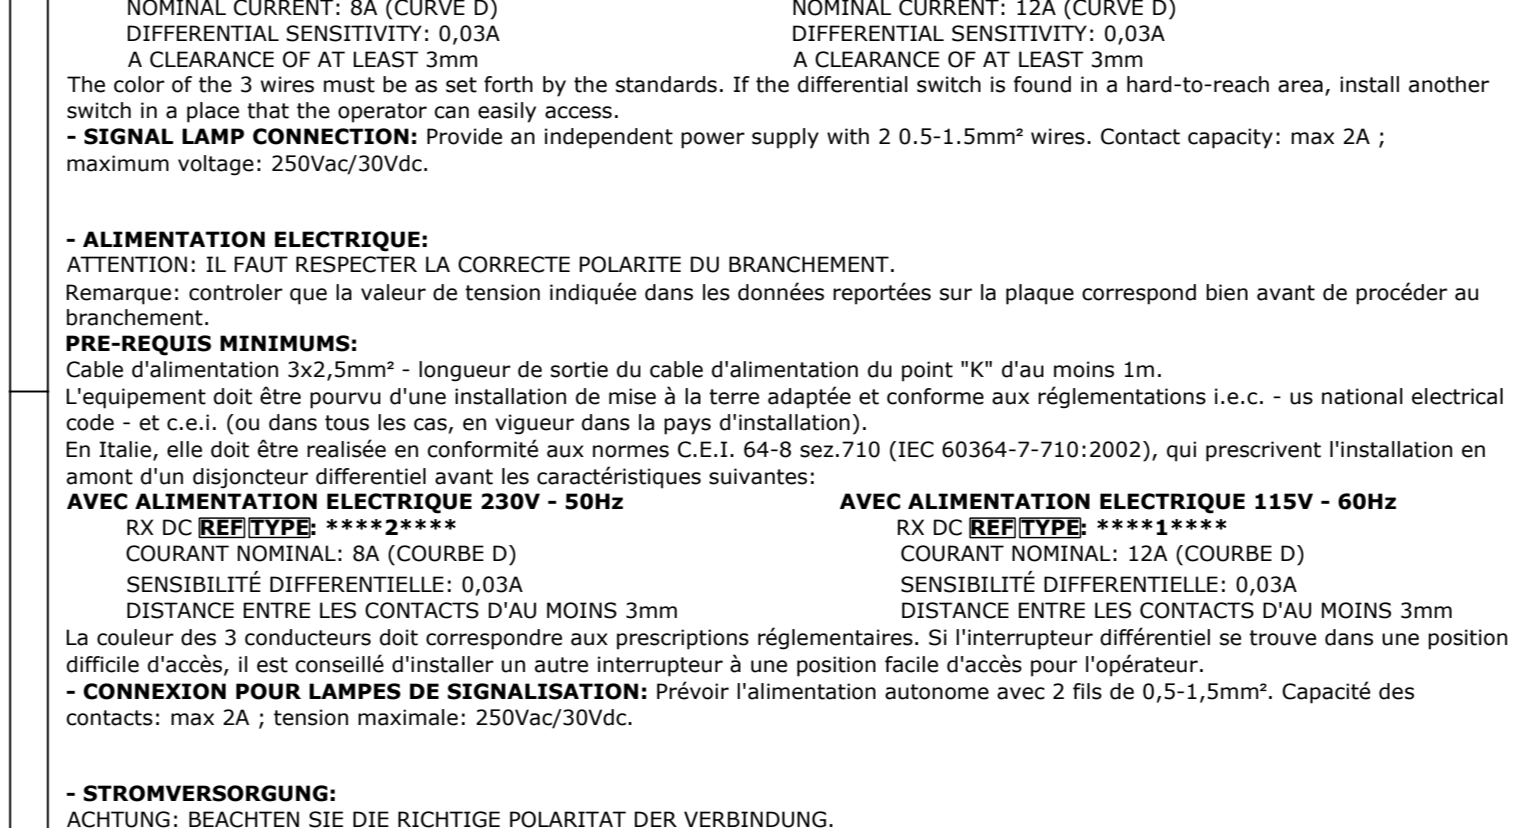 NOMINAL CURRENT: 8A (CURVE D) NOMINAL CURRENT: 12A (CURVE D)
DIFFERENTIAL SENSITIVITY: 0,03A DIFFERENTIAL SENSITIVITY: 0,03A
A CLEARANCE OF AT LEAST 3mm A CLEARANCE OF AT LEAST 3mm
The color of the 3 wires must be as set forth by the standards. If the differential switch is found in a hard-to-reach area, install another
switch in a place that the operator can easily access.
- SIGNAL LAMP CONNECTION: Provide an independent power supply with 2 0.5-1.5mm² wires. Contact capacity: max 2A ;
maximum voltage: 250Vac/30Vdc.
- ALIMENTATION ELECTRIQUE:
ATTENTION: IL FAUT RESPECTER LA CORRECTE POLARITE DU BRANCHEMENT.
Remarque: controler que la valeur de tension indiquée dans les données reportées sur la plaque correspond bien avant de procéder au
branchement.
PRE-REQUIS MINIMUMS:
Cable d'alimentation 3x2,5mm² - longueur de sortie du cable d'alimentation du point "K" d'au moins 1m.
L'equipement doit être pourvu d'une installation de mise à la terre adaptée et conforme aux réglementations i.e.c. - us national electrical
code - et c.e.i. (ou dans tous les cas, en vigueur dans la pays d'installation).
En Italie, elle doit être realisée en conformité aux normes C.E.I. 64-8 sez.710 (IEC 60364-7-710:2002), qui prescrivent l'installation en
amont d'un disjoncteur differentiel avant les caractéristiques suivantes:
AVEC ALIMENTATION ELECTRIQUE 230V - 50Hz AVEC ALIMENTATION ELECTRIQUE 115V - 60Hz
RX DC REF TYPE: ****2**** RX DC REF TYPE: ****1****
COURANT NOMINAL: 8A (COURBE D) COURANT NOMINAL: 12A (COURBE D)
SENSIBILITÉ DIFFERENTIELLE: 0,03A SENSIBILITÉ DIFFERENTIELLE: 0,03A
DISTANCE ENTRE LES CONTACTS D'AU MOINS 3mm DISTANCE ENTRE LES CONTACTS D'AU MOINS 3mm
La couleur des 3 conducteurs doit correspondre aux prescriptions réglementaires. Si l'interrupteur différentiel se trouve dans une position
difficile d'accès, il est conseillé d'installer un autre interrupteur à une position facile d'accès pour l'opérateur.
- CONNEXION POUR LAMPES DE SIGNALISATION: Prévoir l'alimentation autonome avec 2 fils de 0,5-1,5mm². Capacité des
contacts: max 2A ; tension maximale: 250Vac/30Vdc.
- STROMVERSORGUNG:
ACHTUNG: BEACHTEN SIE DIE RICHTIGE POLARITAT DER VERBINDUNG.